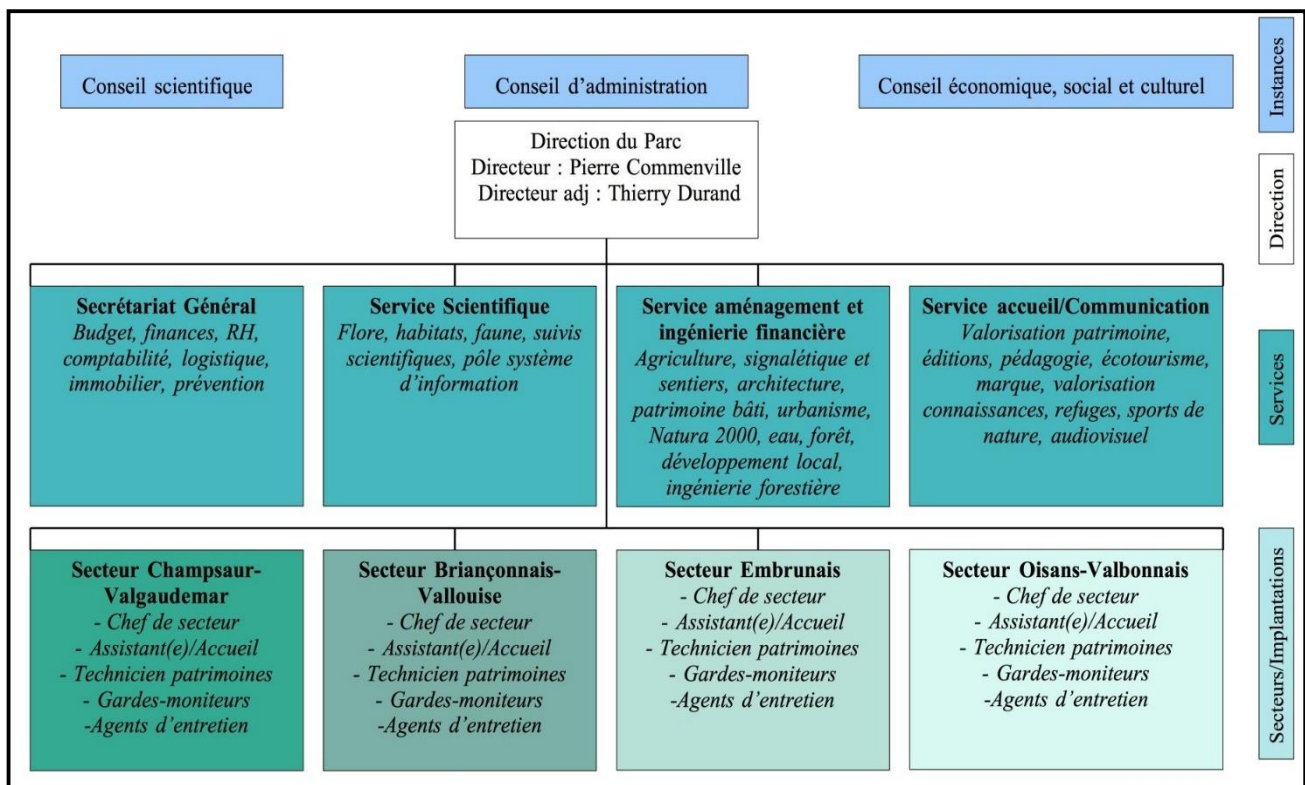 Conseil scientifique
Conseil d'administration
Conseil économique, social et culturel
Instances
Direction du Parc
Directeur : Pierre Commenville
Directeur adj : Thierry Durand
Direction
Secrétariat Général
Budget, finances, RH,
comptabilité, logistique,
immobilier, prévention
Service Scientifique
Flore, habitats, faune, suivis
scientifiques, pôle système
d'information
Service aménagement et
ingénierie financière
Agriculture, signalétique et
sentiers, architecture,
patrimoine bâti, urbanisme,
Natura 2000, eau, forêt,
développement local,
ingénierie forestière
Service accueil/Communication
Valorisation patrimoine,
éditions, pédagogie, écotourisme,
marque, valorisation
connaissances, refuges, sports de
nature, audiovisuel
Services
Secteur Champsaur-
Valgaudemar
- Chef de secteur
- Assistant(e)/Accueil
- Technicien patrimoines
- Gardes-moniteurs
-Agents d'entretien
Secteur Briançonnais-
Vallouise
- Chef de secteur
- Assistant(e)/Accueil
- Technicien patrimoines
- Gardes-moniteurs
-Agents d'entretien
Secteur Embrunais
- Chef de secteur
- Assistant(e)/Accueil
- Technicien patrimoines
- Gardes-moniteurs
-Agents d'entretien
Secteur Oisans-Valbonnais
- Chef de secteur
- Assistant(e)/Accueil
- Technicien patrimoines
- Gardes-moniteurs
- Agents d'entretien
Secteurs/Implantations